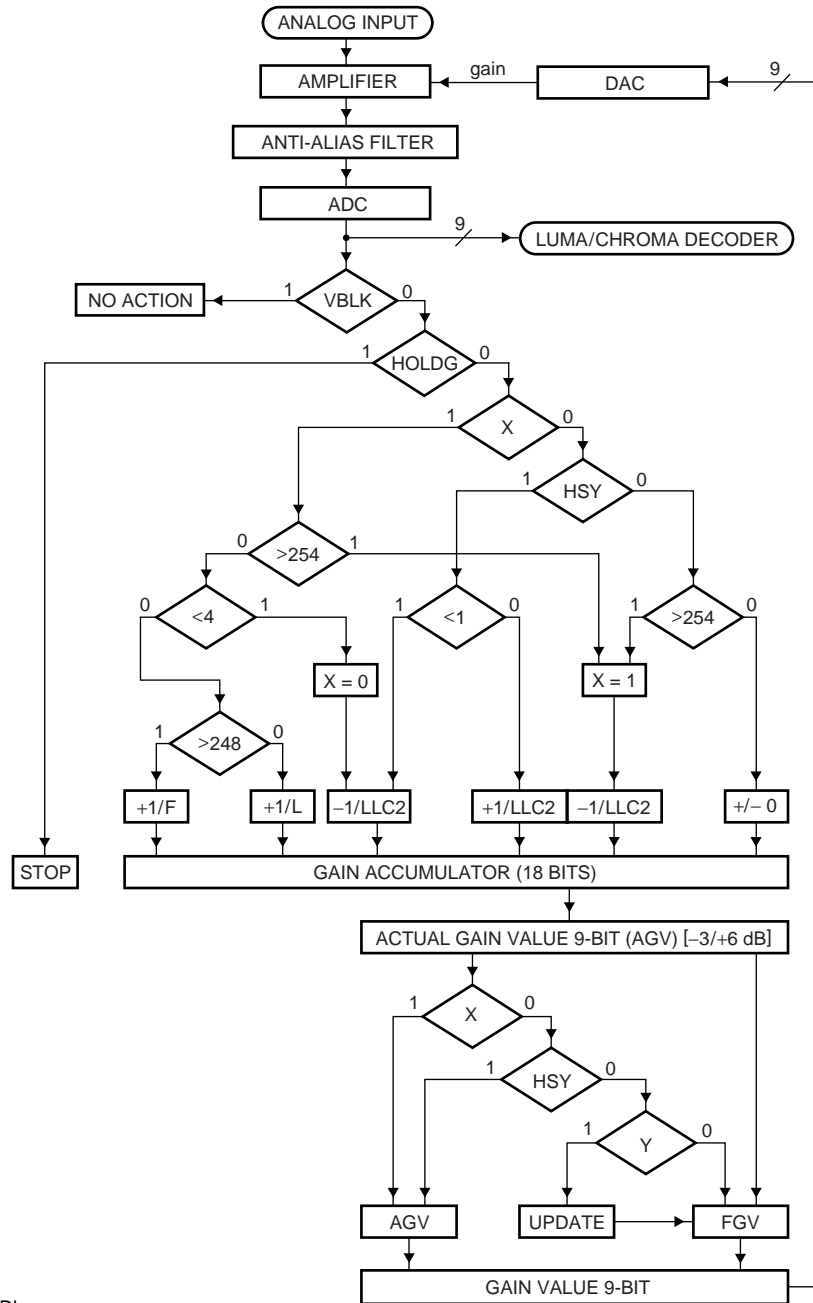 ANALOG INPUT
AMPLIFIER
gain
DAC
9
ANTI-ALIAS FILTER
ADC
9
LUMA/CHROMA DECODER
NO ACTION
1
VBLK
0
1
HOLDG
0
1
X
0
1
HSY
0
0
>254
1
0
<4
1
1
<1
0
1
>254
0
X = 0
X = 1
1
>248
0
+1/F
+1/L
−1/LLC2
+1/LLC2
−1/LLC2
+/− 0
STOP
GAIN ACCUMULATOR (18 BITS)
ACTUAL GAIN VALUE 9-BIT (AGV) [−3/+6 dB]
1
X
0
1
HSY
0
1
Y
0
AGV
UPDATE
FGV
GAIN VALUE 9-BIT